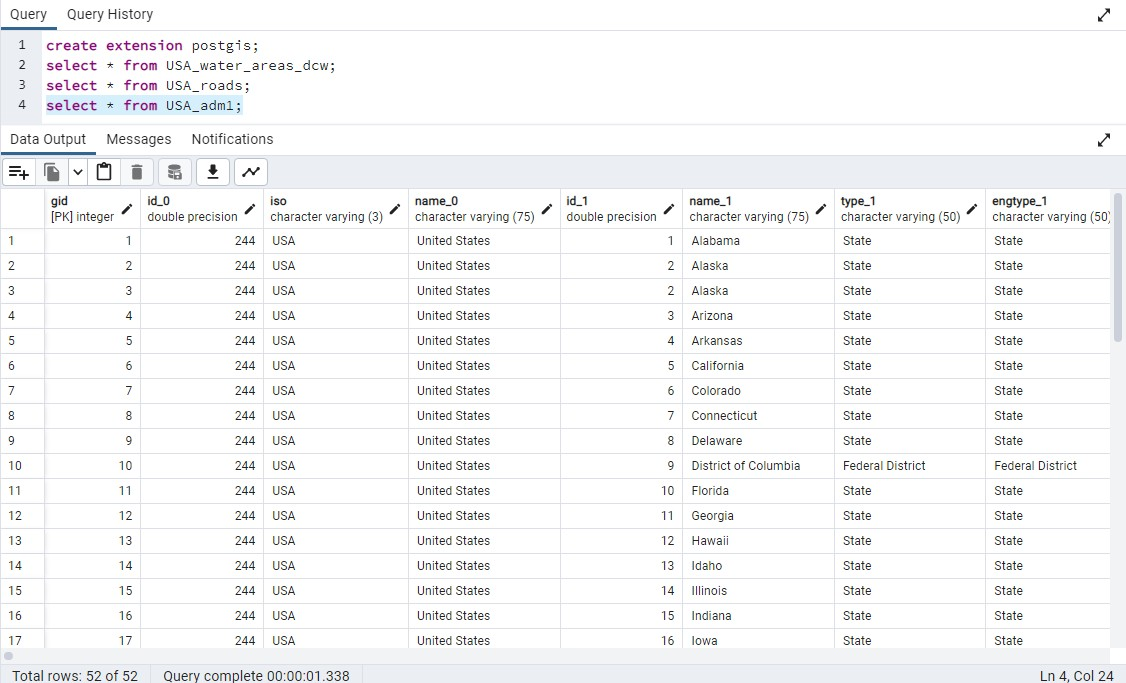 Query Query History
1 create extension postgis;
2 select * from USA_water_areas_dcw;
3 select * from USA_roads;
4 select * from USA_adm1;
Data Output Messages Notifications
gid id_0 iso name_0 id_1 name_1 type_1 engtype_1
[PK] integer double precision character varying (3) character varying (75) double precision character varying (75) character varying (50) character varying (50)
1 1 244 USA United States 1 Alabama State State
2 2 244 USA United States 2 Alaska State State
3 3 244 USA United States 2 Alaska State State
4 4 244 USA United States 3 Arizona State State
5 5 244 USA United States 4 Arkansas State State
6 6 244 USA United States 5 California State State
7 7 244 USA United States 6 Colorado State State
8 8 244 USA United States 7 Connecticut State State
9 9 244 USA United States 8 Delaware State State
10 10 244 USA United States 9 District of Columbia Federal District Federal District
11 11 244 USA United States 10 Florida State State
12 12 244 USA United States 11 Georgia State State
13 13 244 USA United States 12 Hawaii State State
14 14 244 USA United States 13 Idaho State State
15 15 244 USA United States 14 Illinois State State
16 16 244 USA United States 15 Indiana State State
17 17 244 USA United States 16 Iowa State State
Total rows: 52 of 52 Query complete 00:00:01.338 Ln 4, Col 24